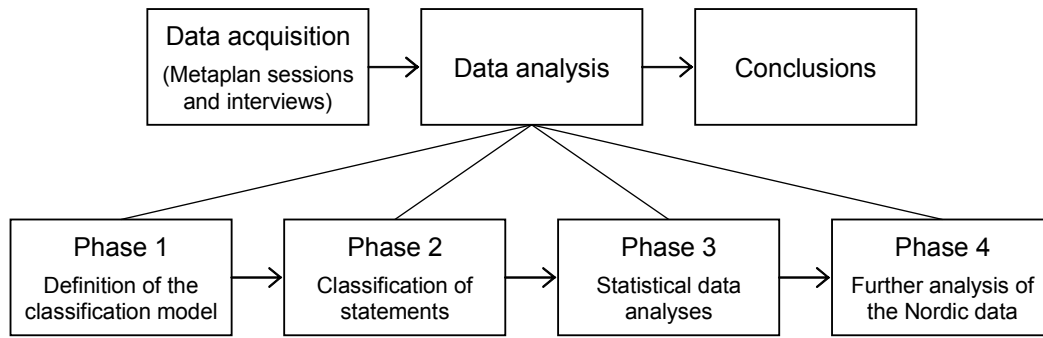 Data acquisition
(Metaplan sessions
and interviews)
Data analysis
Conclusions
Phase 1
Definition of the
classification model
Phase 2
Classification of
statements
Phase 3
Statistical data
analyses
Phase 4
Further analysis of
the Nordic data